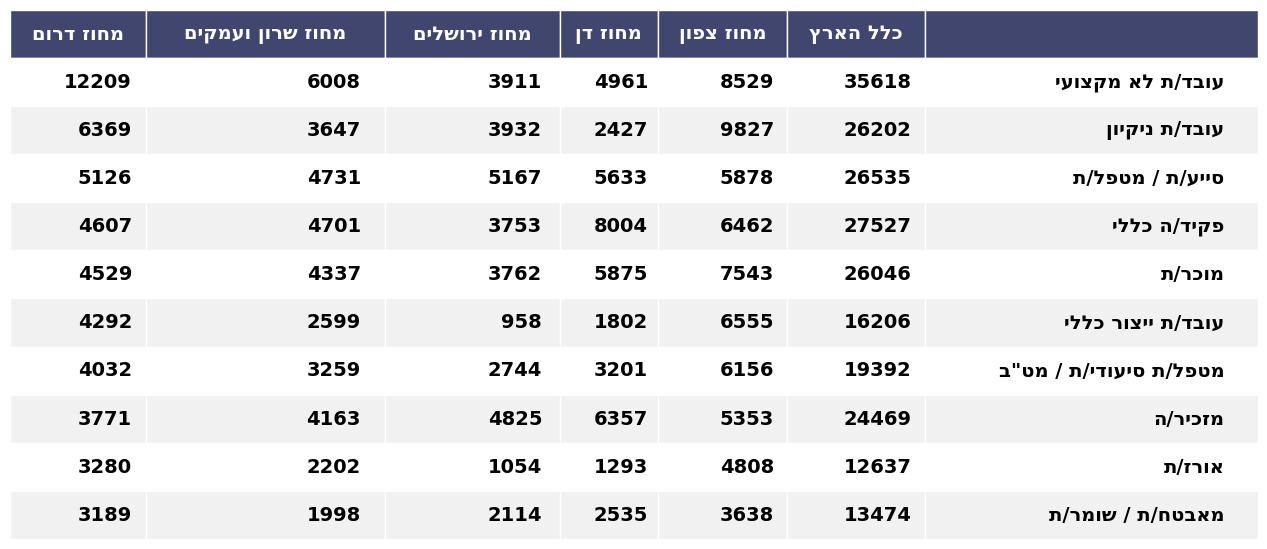 כלל הארץ מחוז צפון מחוז דן מחוז ירושלים מחוז שרון ועמקים מחוז דרום
עובד/ת לא מקצועי 35618 8529 4961 3911 6008 12209
עובד/ת ניקיון 26202 9827 2427 3932 3647 6369
סייע/ת / מטפל/ת 26535 5878 5633 5167 4731 5126
פקיד/ה כללי 27527 6462 8004 3753 4701 4607
מוכר/ת 26046 7543 5875 3762 4337 4529
עובד/ת ייצור כללי 16206 6555 1802 958 2599 4292
מטפל/ת סיעודי/ת / מט"ב 19392 6156 3201 2744 3259 4032
מזכיר/ה 24469 5353 6357 4825 4163 3771
אורז/ת 12637 4808 1293 1054 2202 3280
מאבטח/ת / שומר/ת 13474 3638 2535 2114 1998 3189